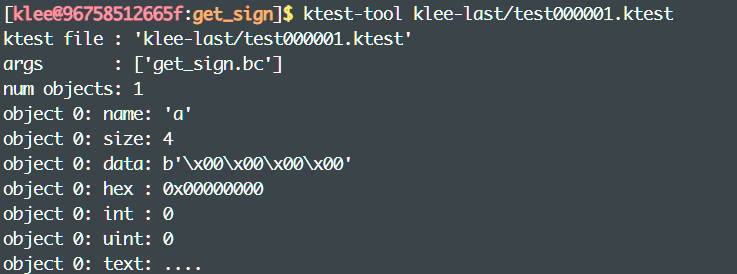 [klee@96758512665f:get_sign]$ ktest-tool klee-last/test000001.ktest
ktest file : 'klee-last/test000001.ktest'
args       : ['get_sign.bc']
num objects: 1
object 0: name: 'a'
object 0: size: 4
object 0: data: b'\x00\x00\x00\x00'
object 0: hex : 0x00000000
object 0: int : 0
object 0: uint: 0
object 0: text: ....